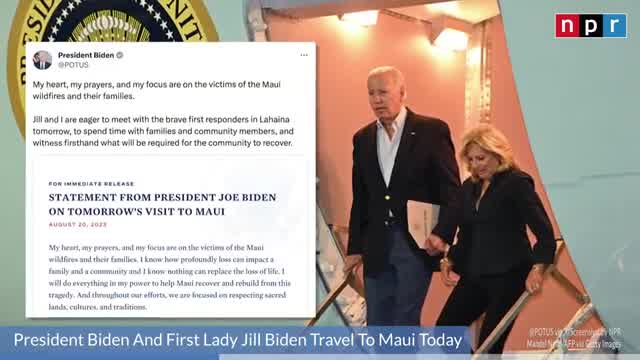 npr
President Biden
@POTUS
My heart, my prayers, and my focus are on the victims of the Maui
wildfires and their families.
Jill and I are eager to meet with the brave first responders in Lahaina
tomorrow, to spend time with families and community members, and
witness firsthand what will be required for the community to recover.
FOR IMMEDIATE RELEASE
STATEMENT FROM PRESIDENT JOE BIDEN
ON TOMORROW'S VISIT TO MAUI
AUGUST 20, 2023
My heart, my prayers, and my focus are on the victims of the Maui
wildfires and their families. I know how profoundly loss can impact a
family and a community and I know nothing can replace the loss of life. I
will do everything in my power to help Maui recover and rebuild from this
tragedy. And throughout our efforts, we are focused on respecting sacred
lands, cultures, and traditions.
@POTUS via X/Screenshot by NPR
Mandel Ngan AFP via Getty Images
President Biden And First Lady Jill Biden Travel To Maui Today